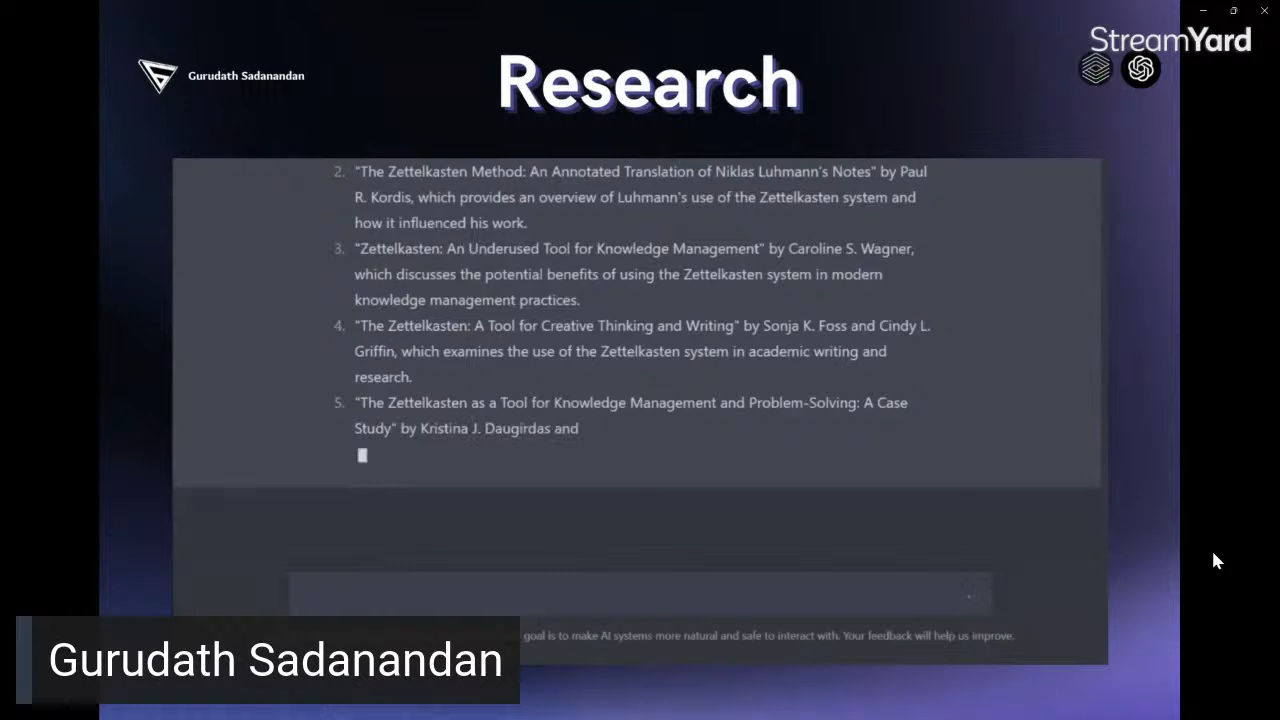 StreamYard
Gurudath Sadanandan
Research
2. "The Zettelkasten Method: An Annotated Translation of Niklas Luhmann's Notes" by Paul
R. Kordis, which provides an overview of Luhmann's use of the Zettelkasten system and
how it influenced his work.
3. "Zettelkasten: An Underused Tool for Knowledge Management" by Caroline S. Wagner,
which discusses the potential benefits of using the Zettelkasten system in modern
knowledge management practices.
4. "The Zettelkasten: A Tool for Creative Thinking and Writing" by Sonja K. Foss and Cindy L.
Griffin, which examines the use of the Zettelkasten system in academic writing and
research.
5. "The Zettelkasten as a Tool for Knowledge Management and Problem-Solving: A Case
Study" by Kristina J. Daugirdas and
goal is to make AI systems more natural and safe to interact with. Your feedback will help us improve.
Gurudath Sadanandan